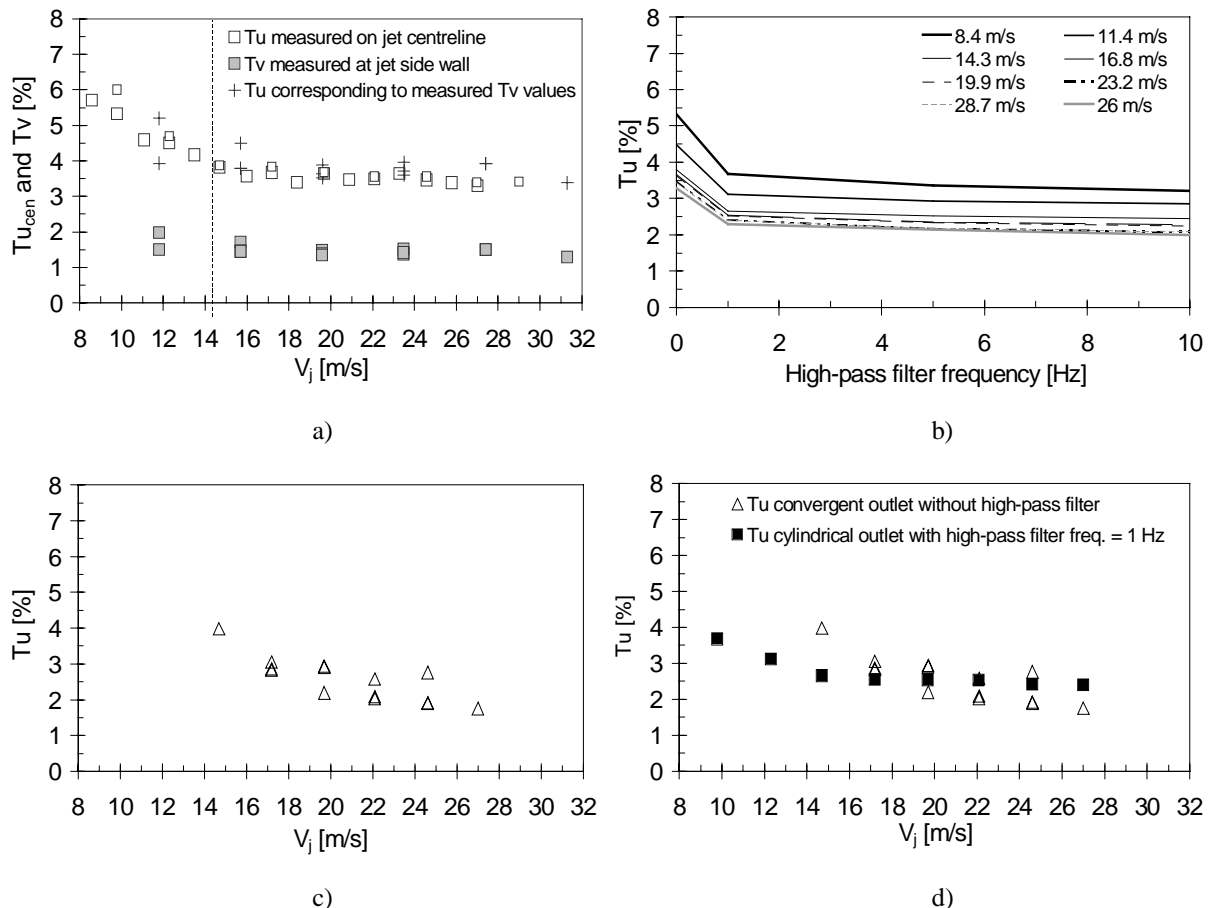 8
7
6
5
4
3
2
1
0
Tu_cen and Tv [%]
Tu measured on jet centreline
Tv measured at jet side wall
Tu corresponding to measured Tv values
8 10 12 14 16 18 20 22 24 26 28 30 32
V_j [m/s]
a)
8
7
6
5
4
3
2
1
0
Tu [%]
8.4 m/s 11.4 m/s
14.3 m/s 16.8 m/s
19.9 m/s 23.2 m/s
28.7 m/s 26 m/s
0 2 4 6 8 10
High-pass filter frequency [Hz]
b)
8
7
6
5
4
3
2
1
0
Tu [%]
8 10 12 14 16 18 20 22 24 26 28 30 32
V_j [m/s]
c)
8
7
6
5
4
3
2
1
0
Tu [%]
Tu convergent outlet without high-pass filter
Tu cylindrical outlet with high-pass filter freq. = 1 Hz
8 10 12 14 16 18 20 22 24 26 28 30 32
V_j [m/s]
d)